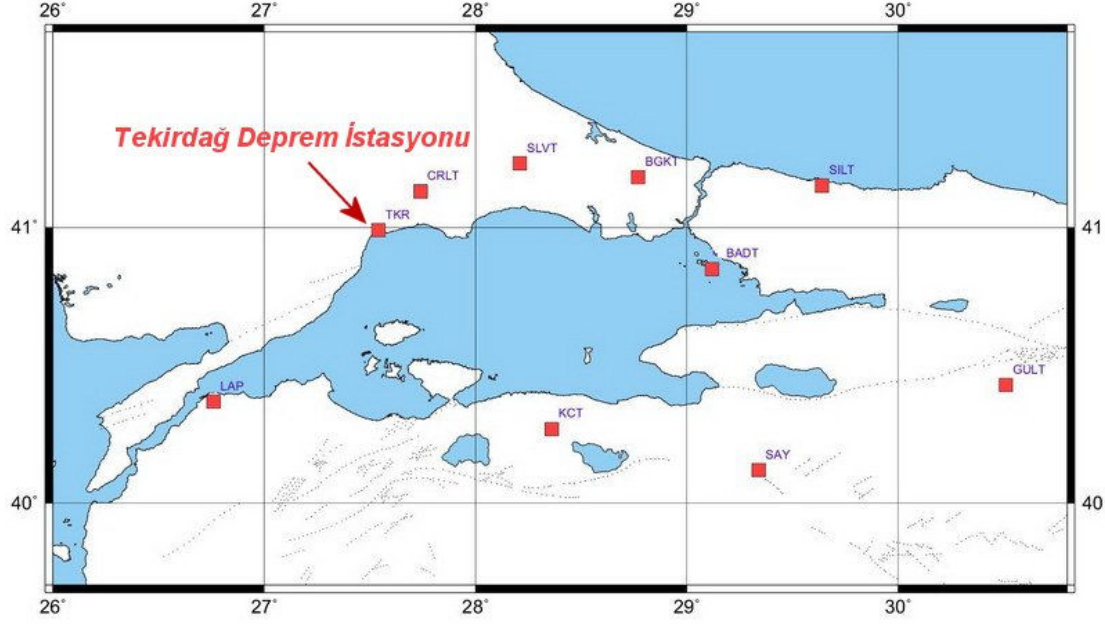 26°
27°
28°
29°
30°
Tekirdağ Deprem İstasyonu
SLVT
BGKT
SILT
CRLT
TKR
41°
41°
BADT
GÜLT
LAP
KCT
SAY
40°
40°
26°
27°
28°
29°
30°